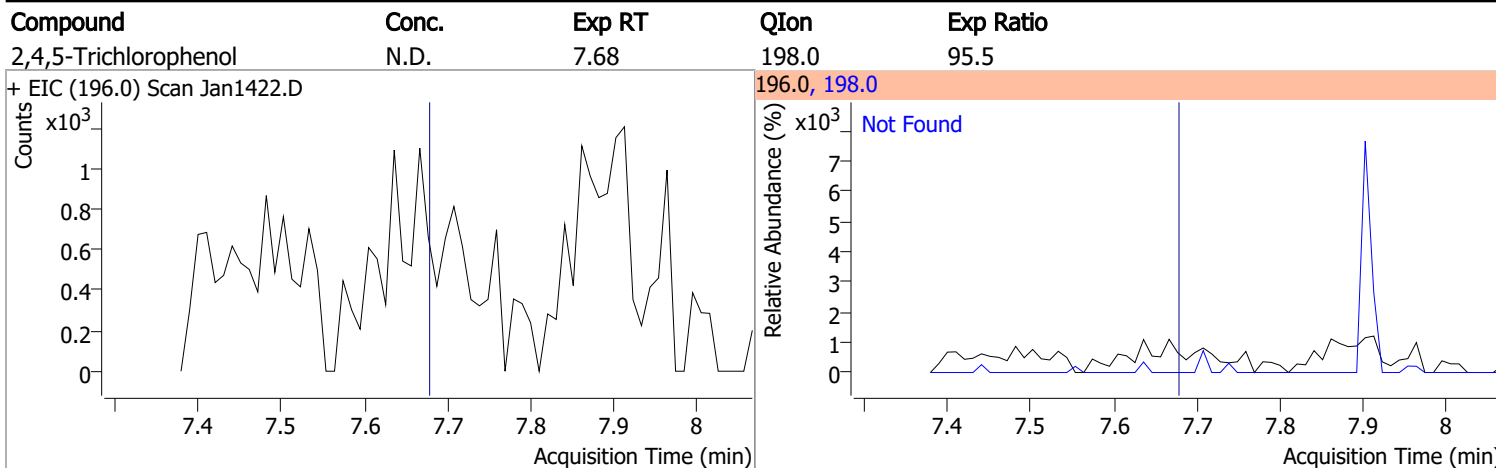 Compound Conc. Exp RT QIon Exp Ratio
2,4,5-Trichlorophenol N.D. 7.68 198.0 95.5
+ EIC (196.0) Scan Jan1422.D
Counts
x10³
1
0.8
0.6
0.4
0.2
0
7.4 7.5 7.6 7.7 7.8 7.9 8
Acquisition Time (min)
196.0, 198.0
Relative Abundance (%)
x10³
Not Found
7
6
5
4
3
2
1
0
7.4 7.5 7.6 7.7 7.8 7.9 8
Acquisition Time (min)